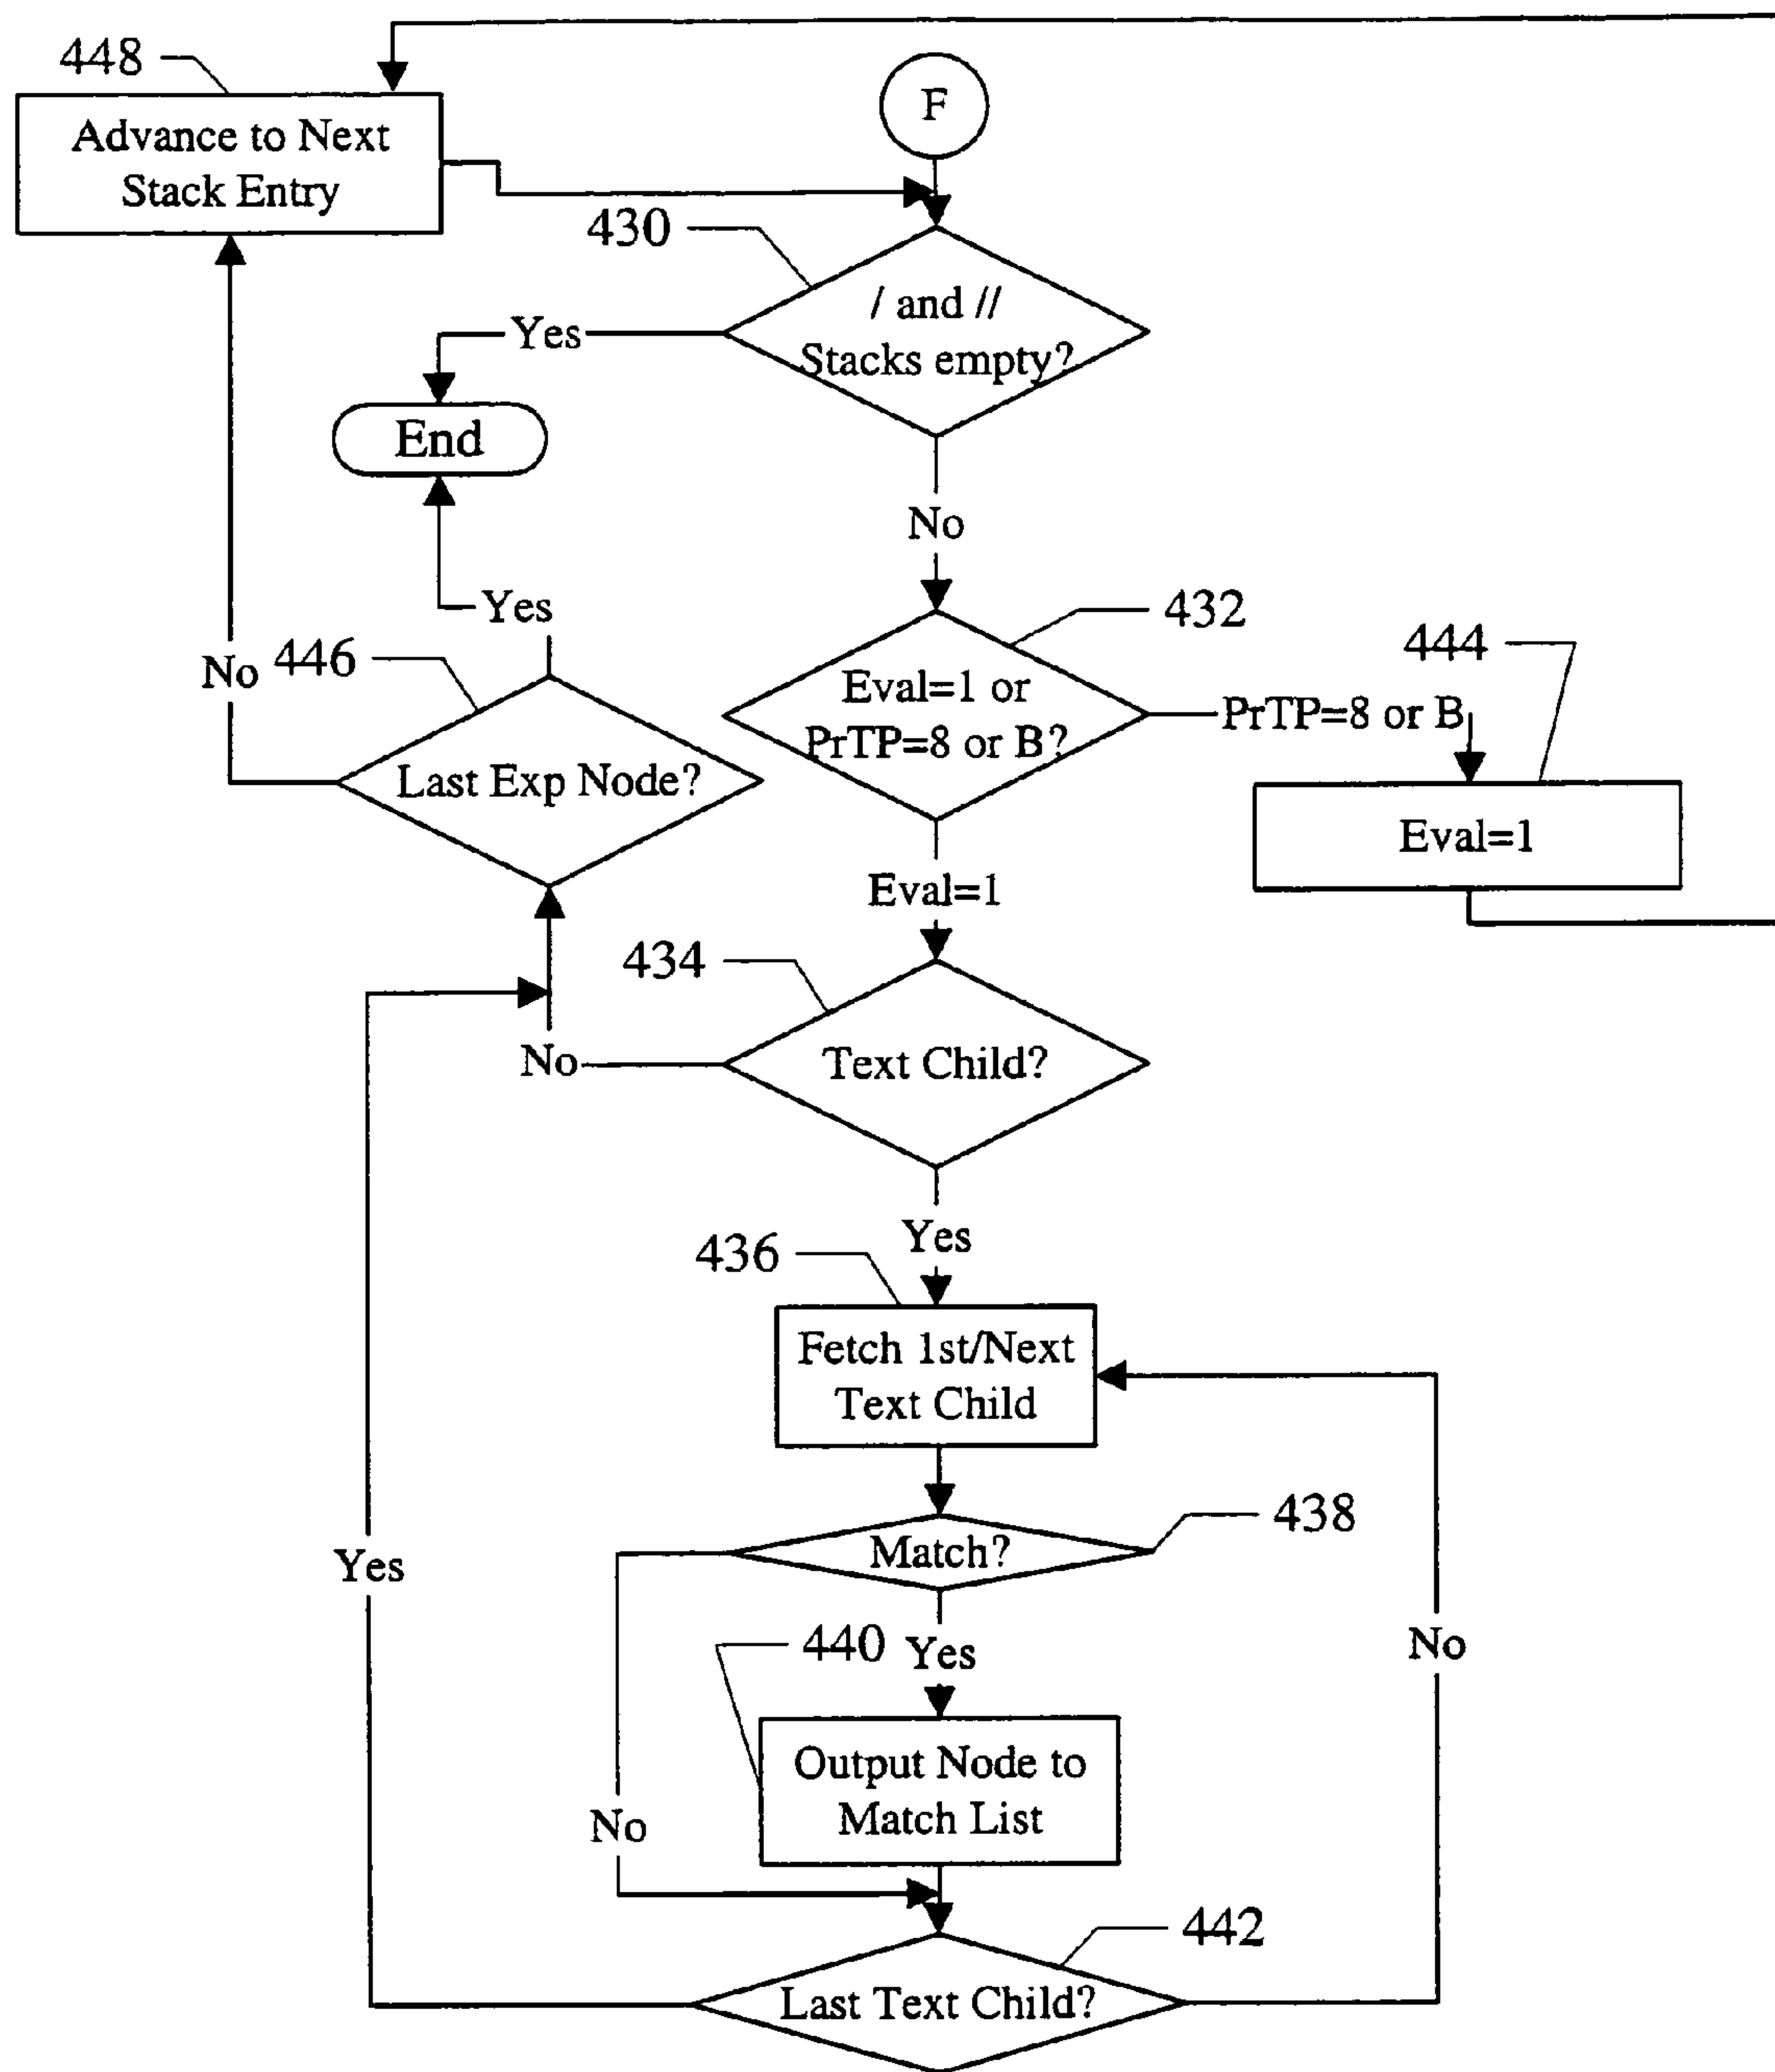 448
F
Advance to Next
Stack Entry
430
/ and //
Stacks empty?
Yes
End
No
Yes
432
444
No
446
Eval=1 or
PrTP=8 or B?
PrTP=8 or B
Last Exp Node?
Eval=1
Eval=1
434
No
Text Child?
Yes
436
Fetch 1st/Next
Text Child
438
Match?
Yes
440
Yes
No
Output Node to
Match List
No
442
Last Text Child?